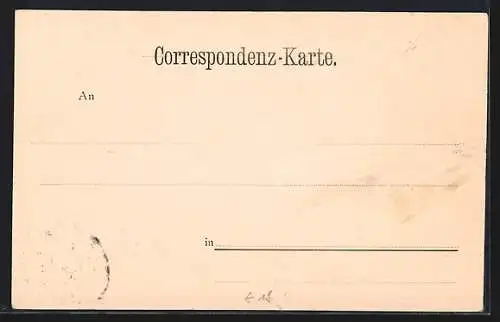 Correspondenz-Karte.
An
in